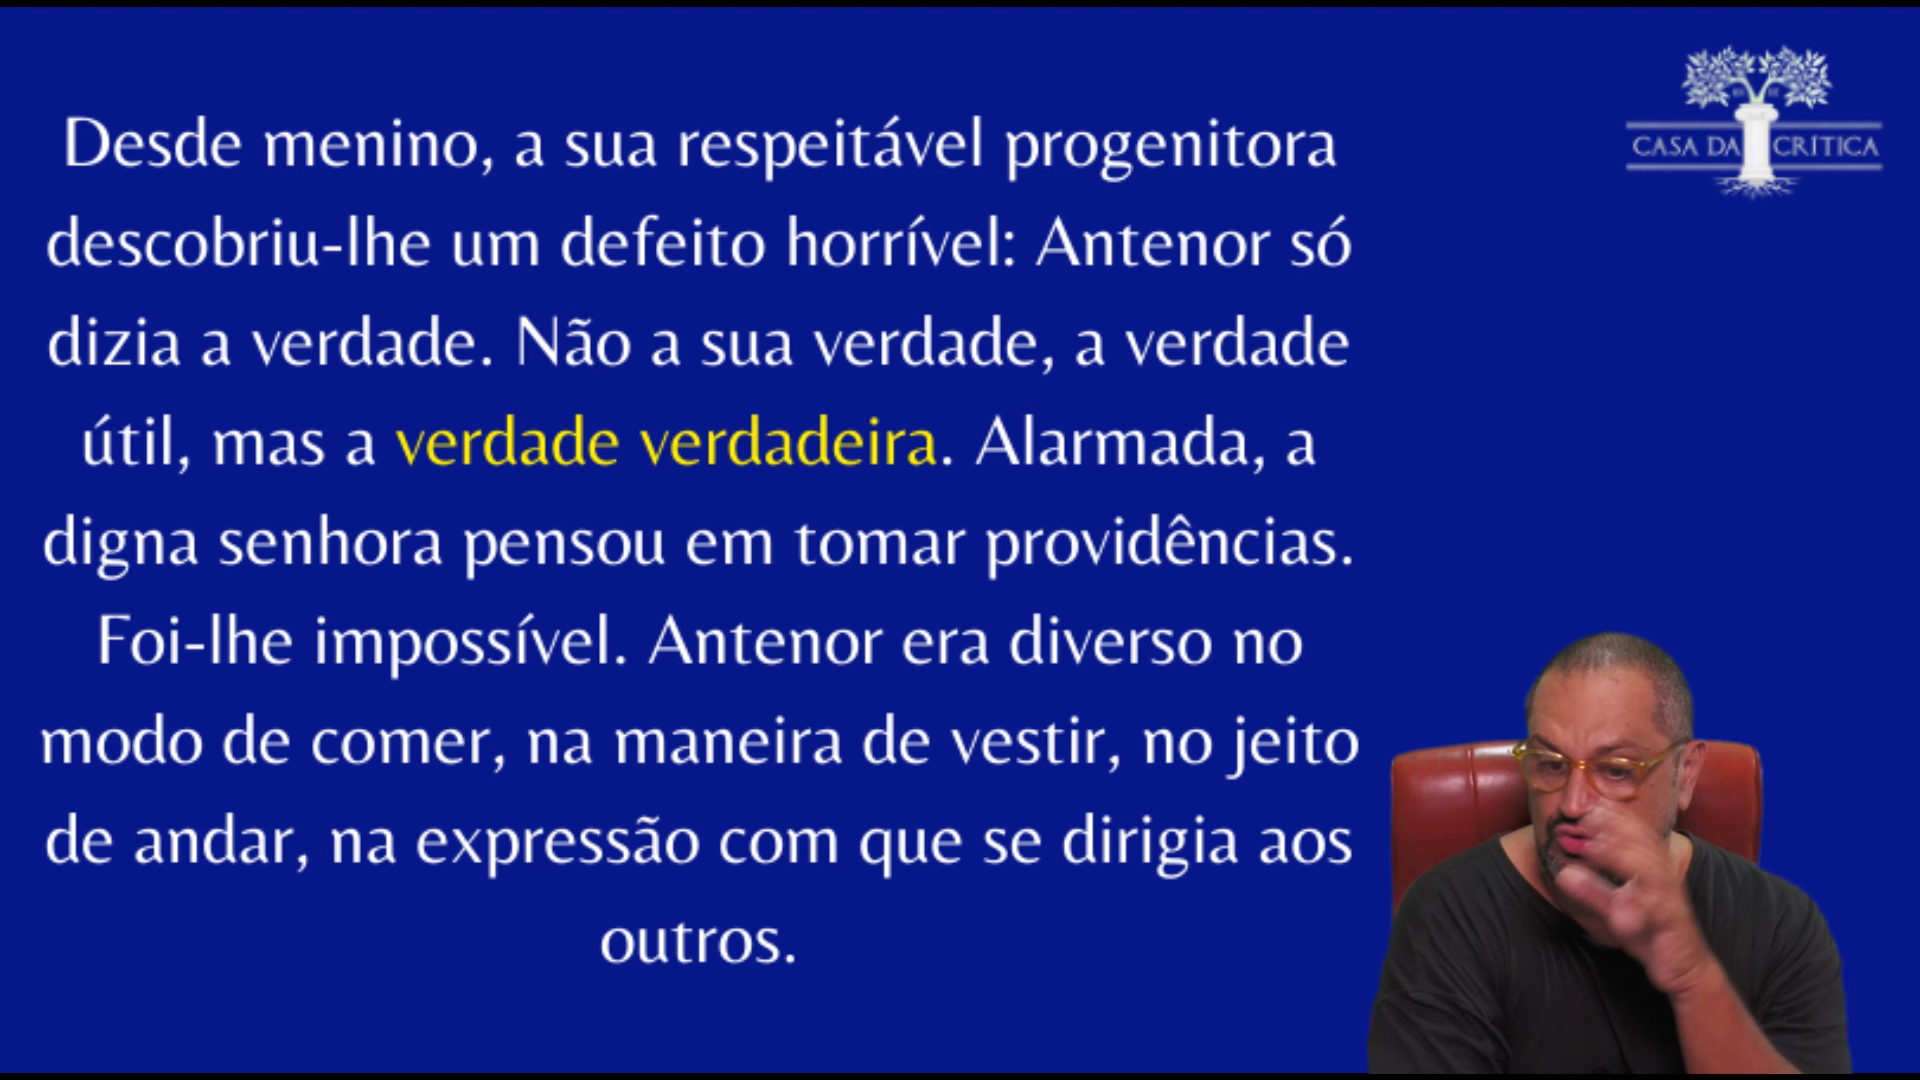 Desde menino, a sua respeitável progenitora
descobriu-lhe um defeito horrível: Antenor só
dizia a verdade. Não a sua verdade, a verdade
útil, mas a verdade verdadeira. Alarmada, a
digna senhora pensou em tomar providências.
Foi-lhe impossível. Antenor era diverso no
modo de comer, na maneira de vestir, no jeito
de andar, na expressão com que se dirigia aos
outros.
CASA DA CRÍTICA